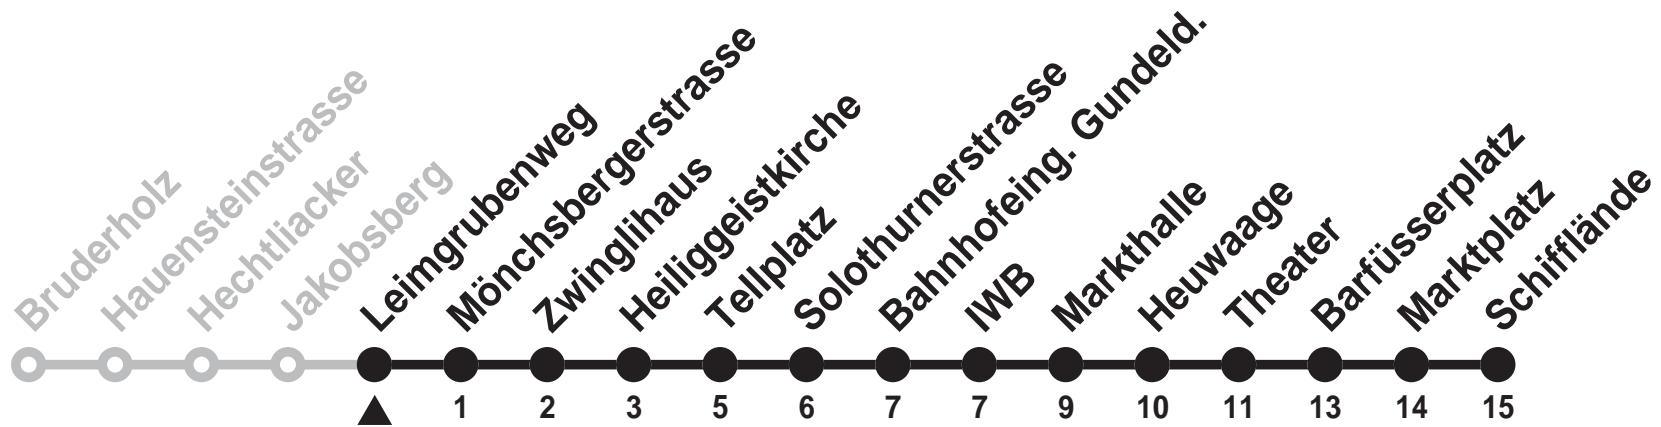 Bruderholz
Hauensteinstrasse
Hechtliacker
Jakobsberg
Leimgrubenweg
Mönchsbergerstrasse
Zwinglihaus
Heiliggeistkirche
Tellplatz
Solothurnerstrasse
Bahnhofeing. Gundeld.
IWB
Markthalle
Heuwaage
Theater
Barfüsserplatz
Marktplatz
Schifflände
1 2 3 5 6 7 7 9 10 11 13 14 15